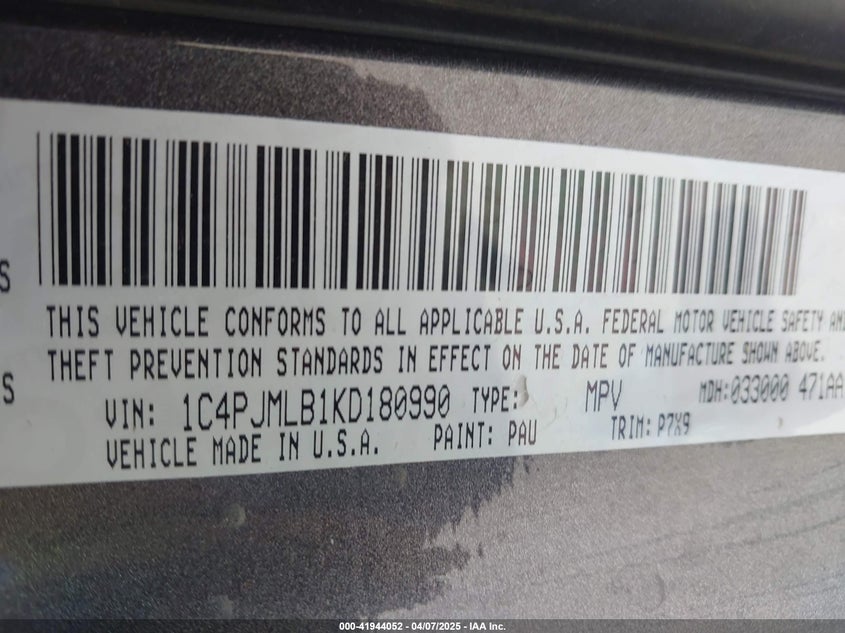 S
THIS VEHICLE CONFORMS TO ALL APPLICABLE U.S.A. FEDERAL MOTOR VEHICLE SAFETY AND
THEFT PREVENTION STANDARDS IN EFFECT ON THE DATE OF MANUFACTURE SHOWN ABOVE.
S
VIN: 1C4PJMLB1KD180990 TYPE: MPV MDH:033000 471AA
VEHICLE MADE IN U.S.A. PAINT: PAU TRIM: P7X9
000-41944052 - 04/07/2025 - IAA Inc.